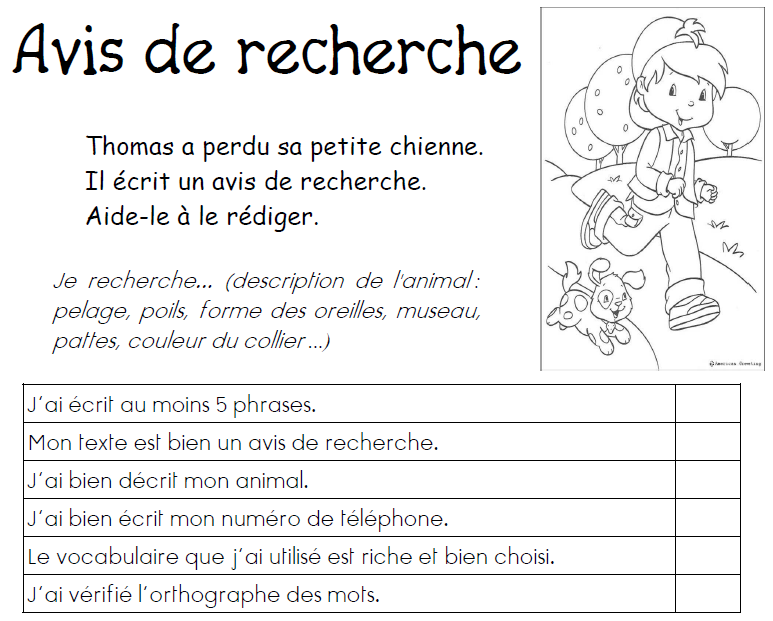 Avis de recherche
Thomas a perdu sa petite chienne.
Il écrit un avis de recherche.
Aide-le à le rédiger.
Je recherche... (description de l'animal :
pelage, poils, forme des oreilles, museau,
pattes, couleur du collier ...)
©American Greeting
J'ai écrit au moins 5 phrases.
Mon texte est bien un avis de recherche.
J'ai bien décrit mon animal.
J'ai bien écrit mon numéro de téléphone.
Le vocabulaire que j'ai utilisé est riche et bien choisi.
J'ai vérifié l'orthographe des mots.